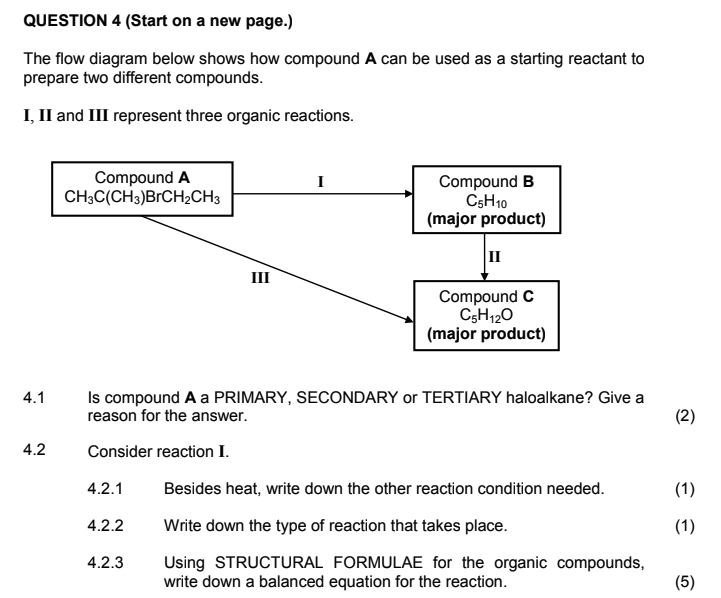 QUESTION 4 (Start on a new page.)
The flow diagram below shows how compound A can be used as a starting reactant to
prepare two different compounds.
I, II and III represent three organic reactions.
Compound A
CH₃C(CH₃)BrCH₂CH₃
I
Compound B
C₅H₁₀
(major product)
II
III
Compound C
C₅H₁₂O
(major product)
4.1 Is compound A a PRIMARY, SECONDARY or TERTIARY haloalkane? Give a
reason for the answer. (2)
4.2 Consider reaction I.
4.2.1 Besides heat, write down the other reaction condition needed. (1)
4.2.2 Write down the type of reaction that takes place. (1)
4.2.3 Using STRUCTURAL FORMULAE for the organic compounds,
write down a balanced equation for the reaction. (5)